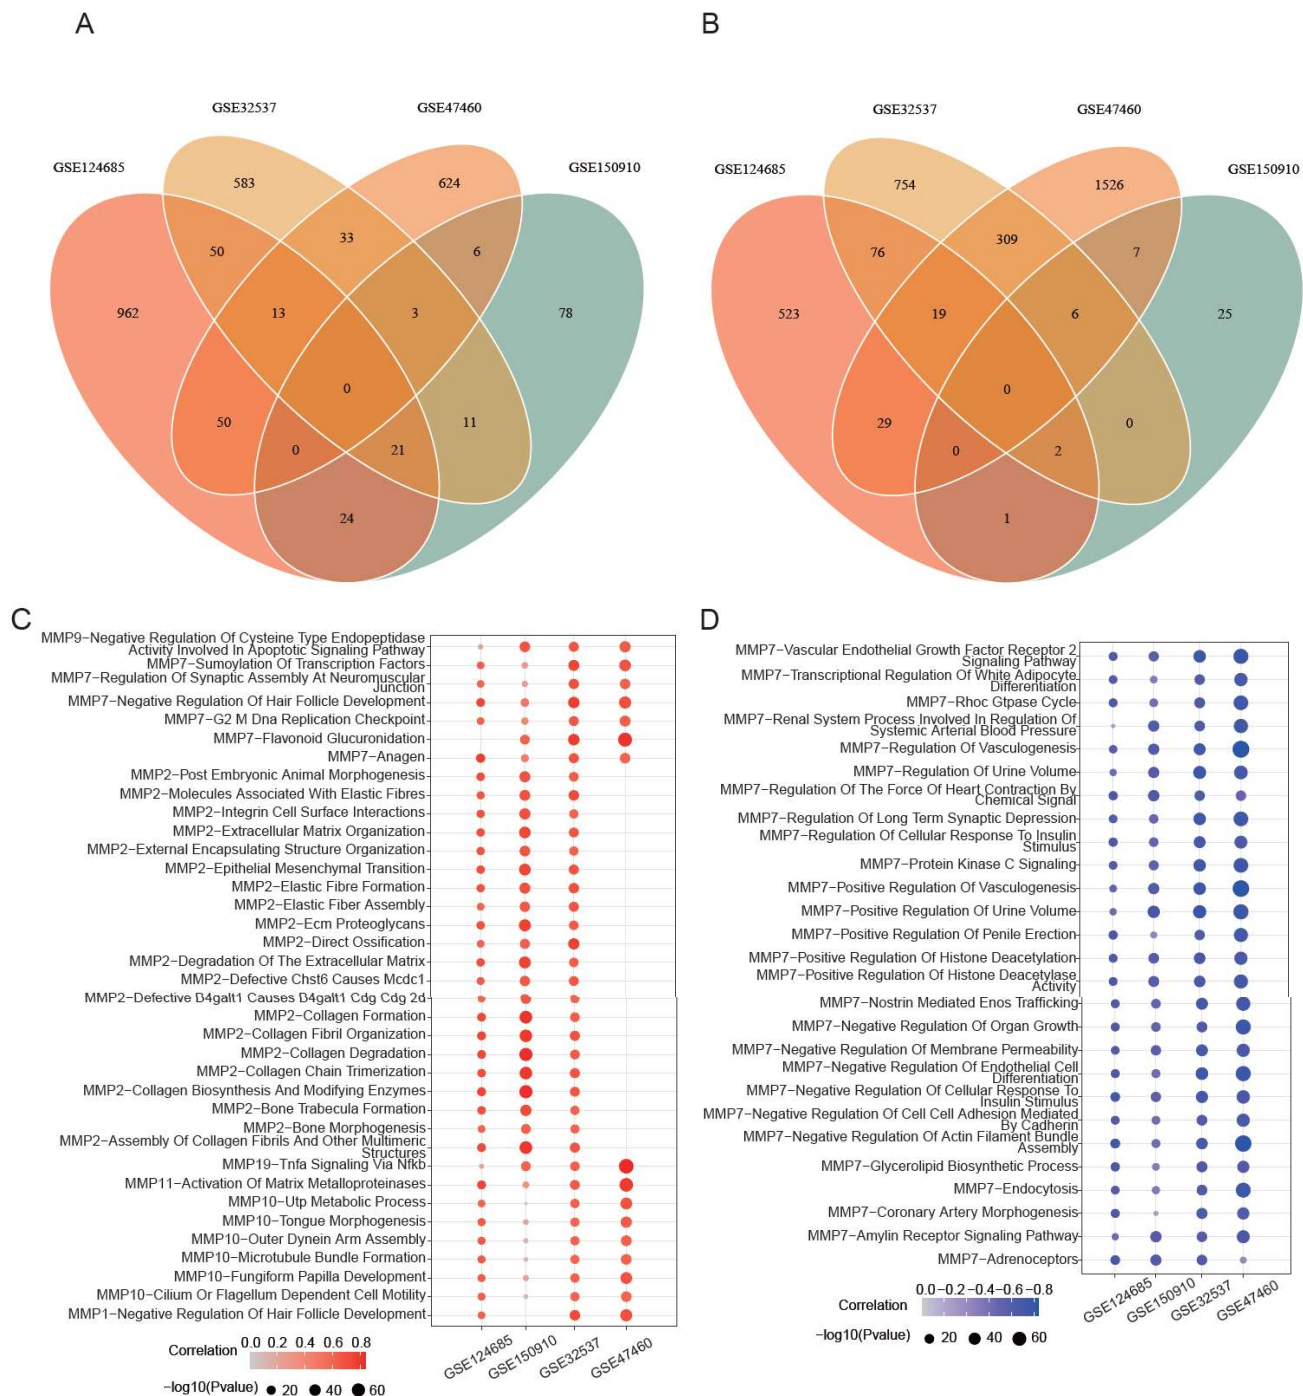 A
B
GSE32537
GSE47460
GSE124685
GSE150910
583
624
50
33
6
962
13
3
78
0
50
11
0
21
24
GSE32537
GSE47460
GSE124685
GSE150910
754
1526
76
309
7
523
19
6
25
0
29
0
0
2
1
C
MMP9−Negative Regulation Of Cysteine Type Endopeptidase
Activity Involved In Apoptotic Signaling Pathway
MMP7−Sumoylation Of Transcription Factors
MMP7−Regulation Of Synaptic Assembly At Neuromuscular
Junction
MMP7−Negative Regulation Of Hair Follicle Development
MMP7−G2 M Dna Replication Checkpoint
MMP7−Flavonoid Glucuronidation
MMP7−Anagen
MMP2−Post Embryonic Animal Morphogenesis
MMP2−Molecules Associated With Elastic Fibres
MMP2−Integrin Cell Surface Interactions
MMP2−Extracellular Matrix Organization
MMP2−External Encapsulating Structure Organization
MMP2−Epithelial Mesenchymal Transition
MMP2−Elastic Fibre Formation
MMP2−Elastic Fiber Assembly
MMP2−Ecm Proteoglycans
MMP2−Direct Ossification
MMP2−Degradation Of The Extracellular Matrix
MMP2−Defective Chst6 Causes Mcdc1
MMP2−Defective B4galt1 Causes B4galt1 Cdg Cdg 2d
MMP2−Collagen Formation
MMP2−Collagen Fibril Organization
MMP2−Collagen Degradation
MMP2−Collagen Chain Trimerization
MMP2−Collagen Biosynthesis And Modifying Enzymes
MMP2−Bone Trabecula Formation
MMP2−Bone Morphogenesis
MMP2−Assembly Of Collagen Fibrils And Other Multimeric
Structures
MMP19−Tnfa Signaling Via Nfkb
MMP11−Activation Of Matrix Metalloproteinases
MMP10−Utp Metabolic Process
MMP10−Tongue Morphogenesis
MMP10−Outer Dynein Arm Assembly
MMP10−Microtubule Bundle Formation
MMP10−Fungiform Papilla Development
MMP10−Cilium Or Flagellum Dependent Cell Motility
MMP1−Negative Regulation Of Hair Follicle Development
GSE124685
GSE150910
GSE32537
GSE47460
0.0 0.2 0.4 0.6 0.8
Correlation
−log10(Pvalue) 20 40 60
D
MMP7−Vascular Endothelial Growth Factor Receptor 2
Signaling Pathway
MMP7−Transcriptional Regulation Of White Adipocyte
Differentiation
MMP7−Rhoc Gtpase Cycle
MMP7−Renal System Process Involved In Regulation Of
Systemic Arterial Blood Pressure
MMP7−Regulation Of Vasculogenesis
MMP7−Regulation Of Urine Volume
MMP7−Regulation Of The Force Of Heart Contraction By
Chemical Signal
MMP7−Regulation Of Long Term Synaptic Depression
MMP7−Regulation Of Cellular Response To Insulin
Stimulus
MMP7−Protein Kinase C Signaling
MMP7−Positive Regulation Of Vasculogenesis
MMP7−Positive Regulation Of Urine Volume
MMP7−Positive Regulation Of Penile Erection
MMP7−Positive Regulation Of Histone Deacetylation
MMP7−Positive Regulation Of Histone Deacetylase
Activity
MMP7−Nostrin Mediated Enos Trafficking
MMP7−Negative Regulation Of Organ Growth
MMP7−Negative Regulation Of Membrane Permeability
MMP7−Negative Regulation Of Endothelial Cell
Differentiation
MMP7−Negative Regulation Of Cellular Response To
Insulin Stimulus
MMP7−Negative Regulation Of Cell Cell Adhesion Mediated
By Cadherin
MMP7−Negative Regulation Of Actin Filament Bundle
Assembly
MMP7−Glycerolipid Biosynthetic Process
MMP7−Endocytosis
MMP7−Coronary Artery Morphogenesis
MMP7−Amylin Receptor Signaling Pathway
MMP7−Adrenoceptors
GSE124685
GSE150910
GSE32537
GSE47460
0.0−0.2−0.4−0.6−0.8
Correlation
−log10(Pvalue) 20 40 60